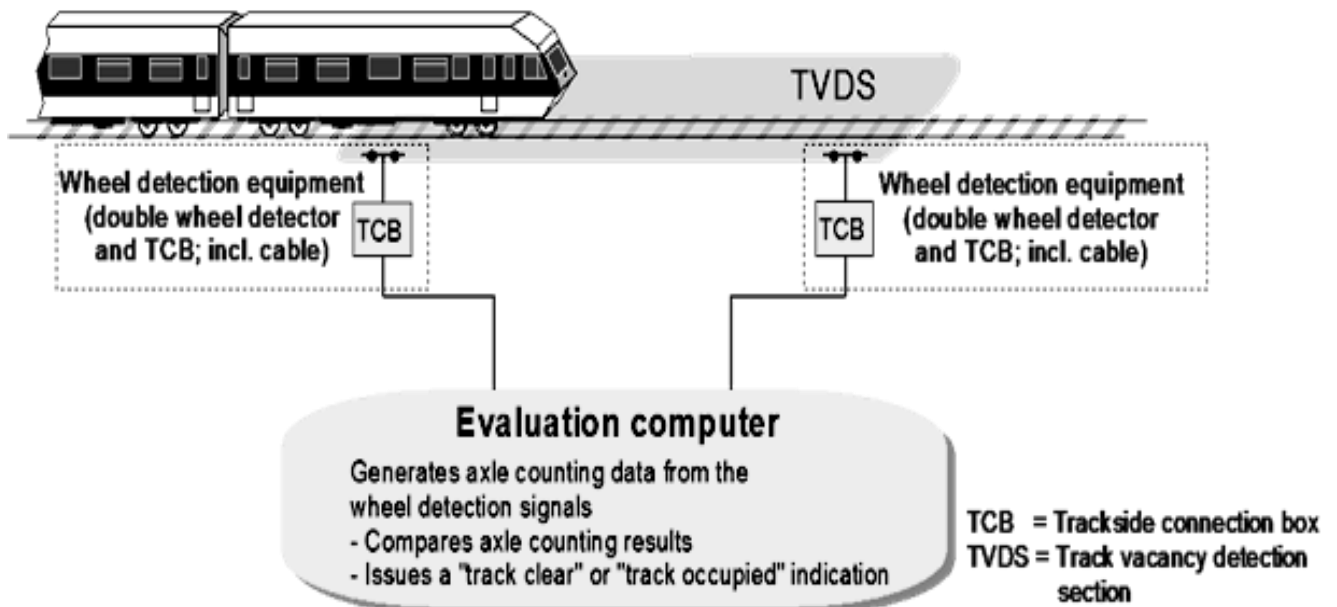 TVDS
Wheel detection equipment
(double wheel detector
and TCB; incl. cable)
TCB
TCB
Wheel detection equipment
(double wheel detector
and TCB; incl. cable)
Evaluation computer
Generates axle counting data from the
wheel detection signals
- Compares axle counting results
- Issues a "track clear" or "track occupied" indication
TCB = Trackside connection box
TVDS = Track vacancy detection
section